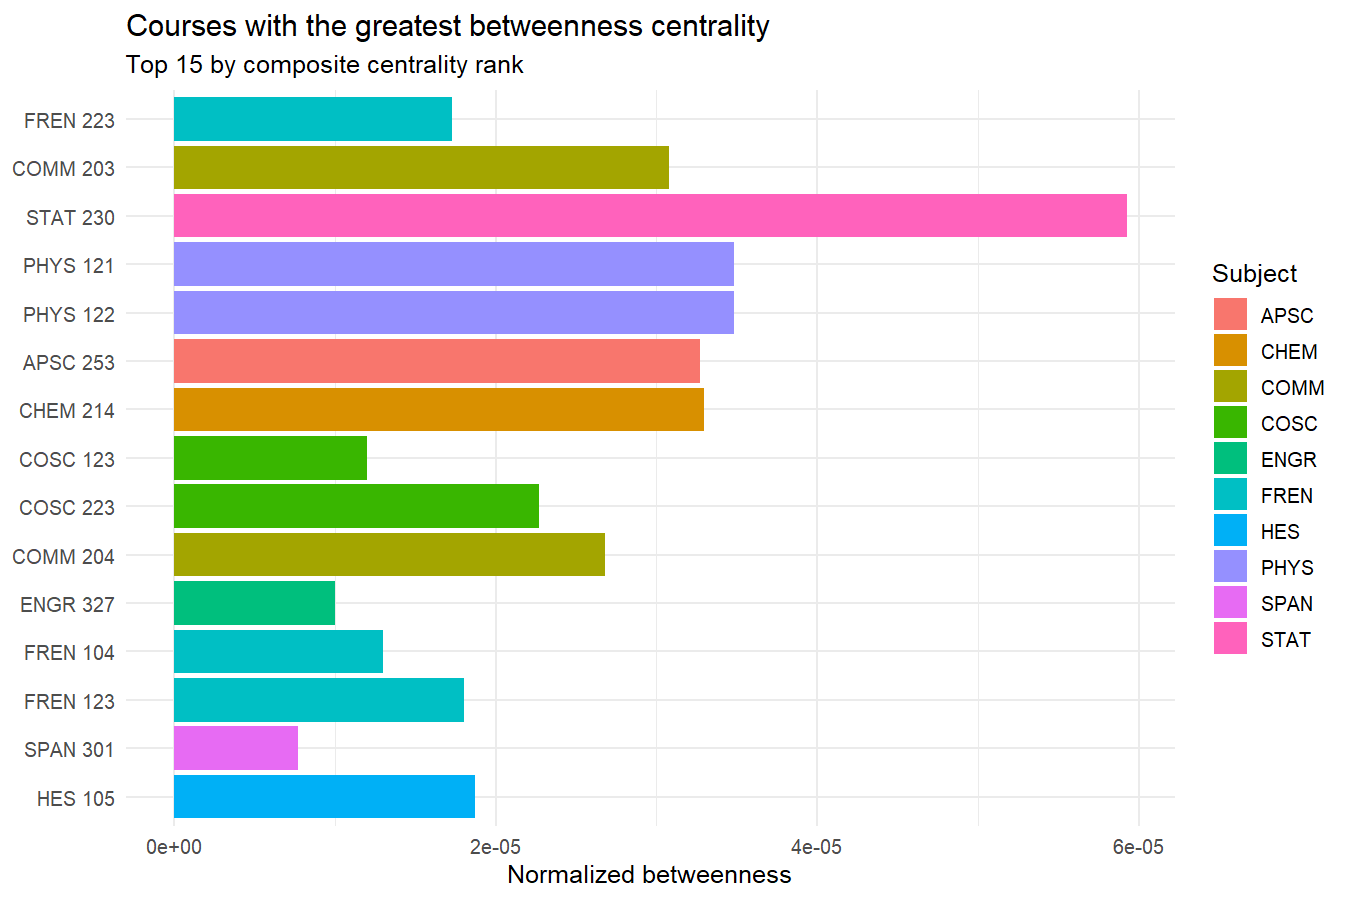 Courses with the greatest betweenness centrality
Top 15 by composite centrality rank
FREN 223
COMM 203
STAT 230
PHYS 121
PHYS 122
APSC 253
CHEM 214
COSC 123
COSC 223
COMM 204
ENGR 327
FREN 104
FREN 123
SPAN 301
HES 105
0e+00 2e-05 4e-05 6e-05
Normalized betweenness
Subject
APSC
CHEM
COMM
COSC
ENGR
FREN
HES
PHYS
SPAN
STAT